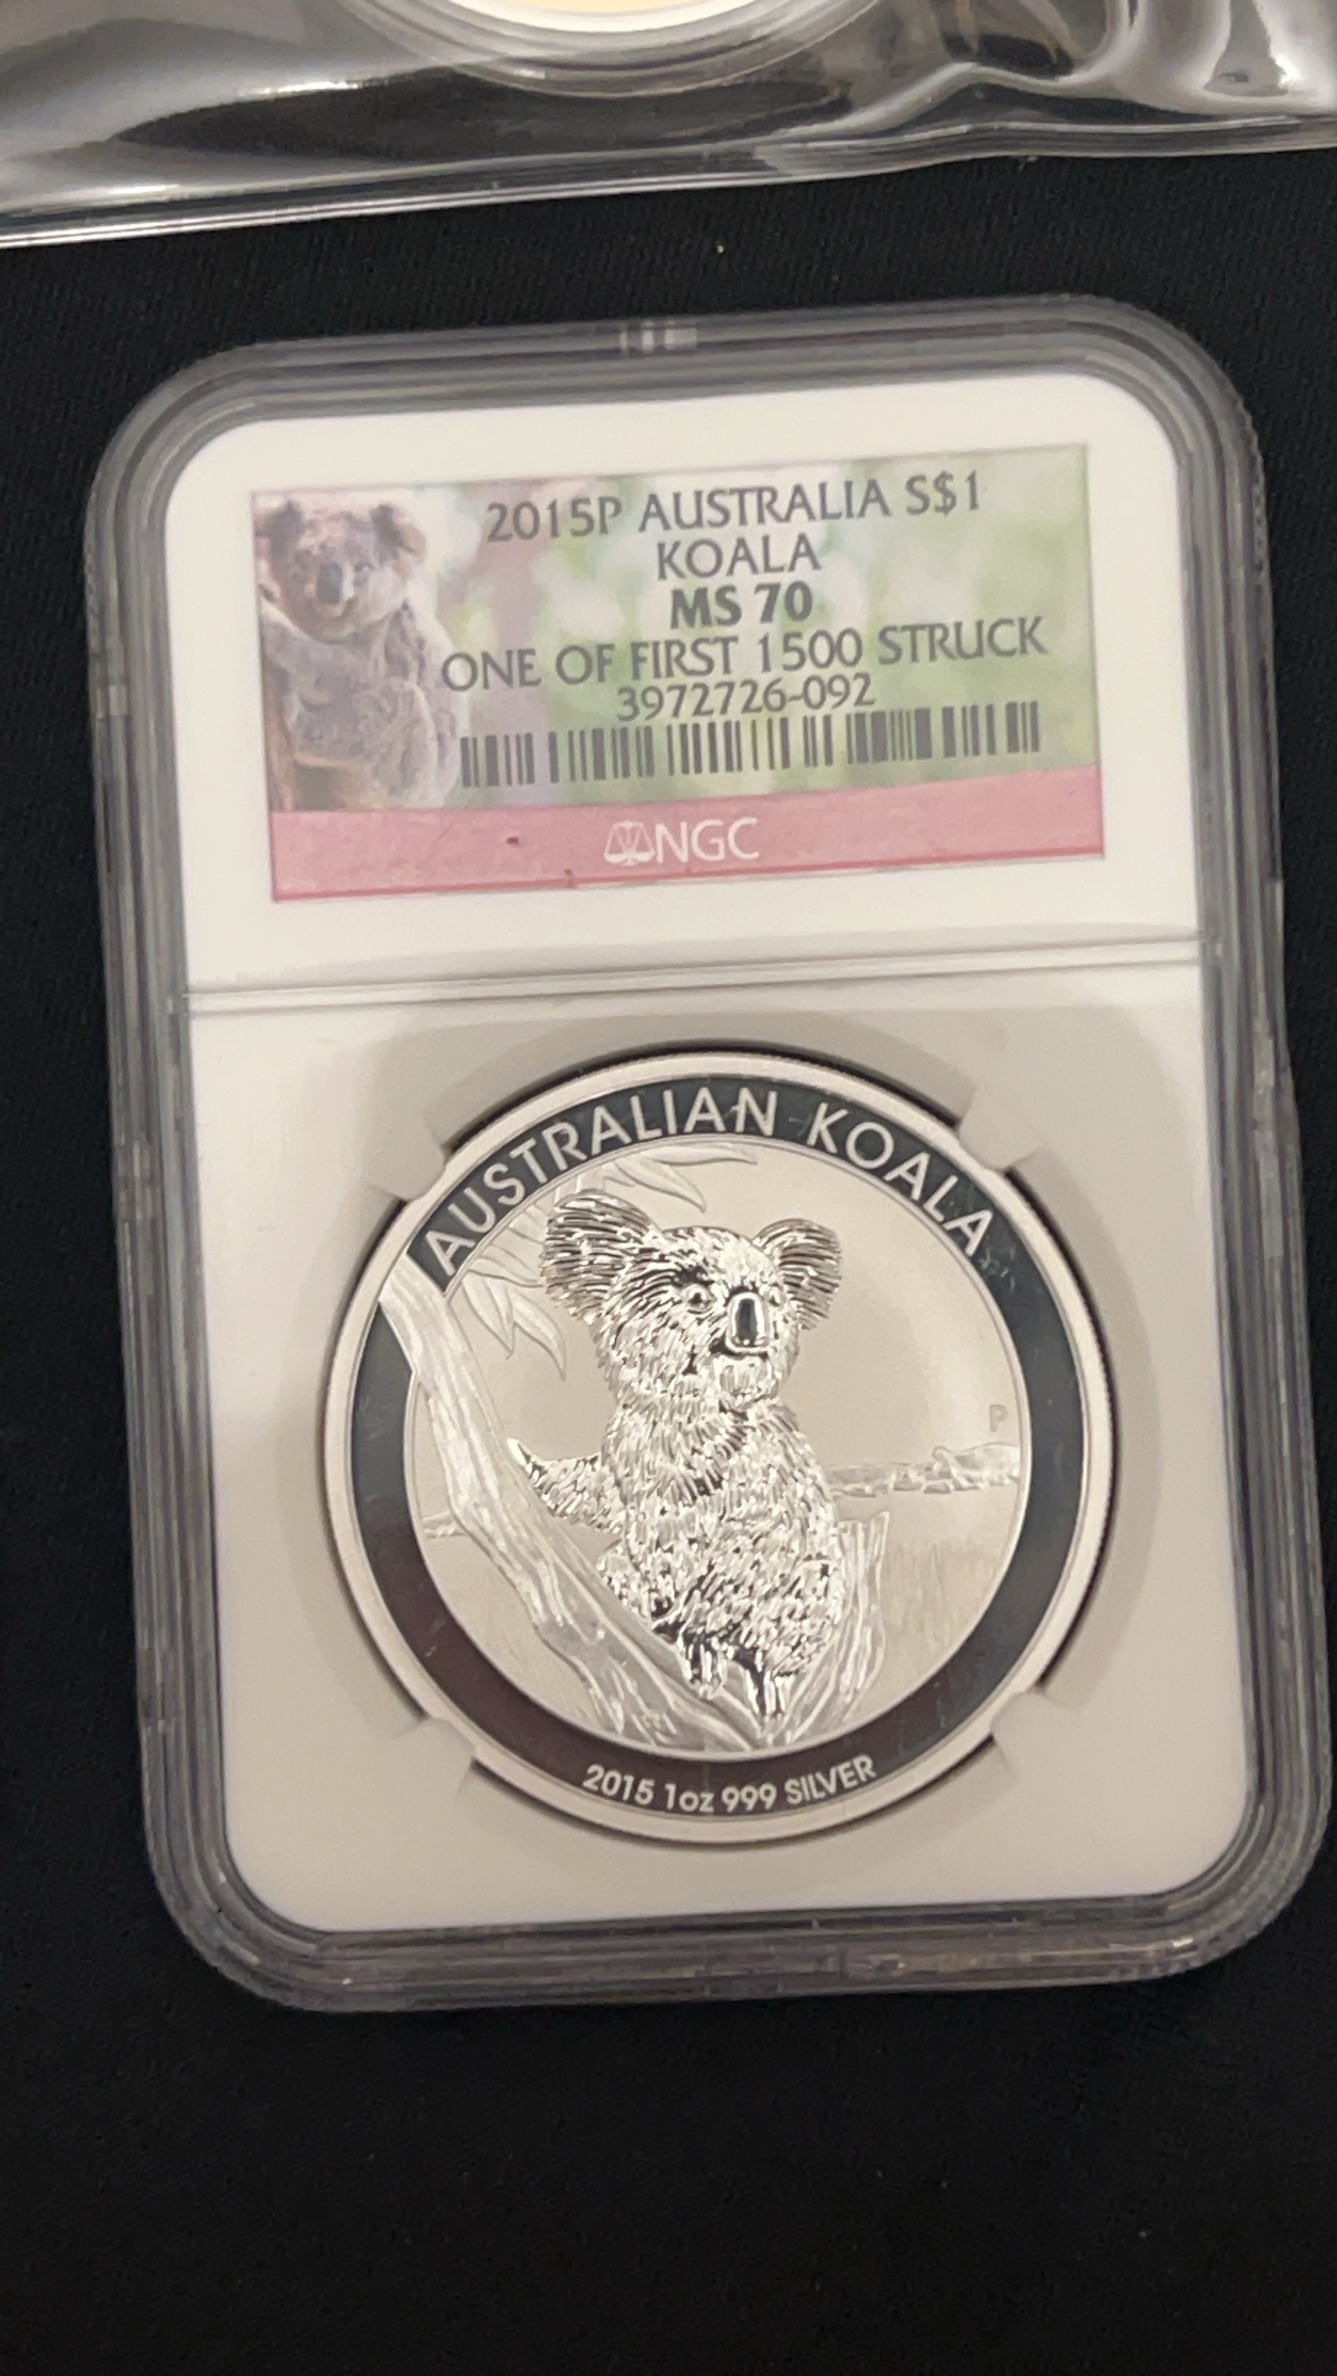 2015P AUSTRALIA S$1
KOALA
MS 70
ONE OF FIRST 1500 STRUCK
3972726-092
NGC
AUSTRALIAN KOALA
P
2015 1oz 999 SILVER